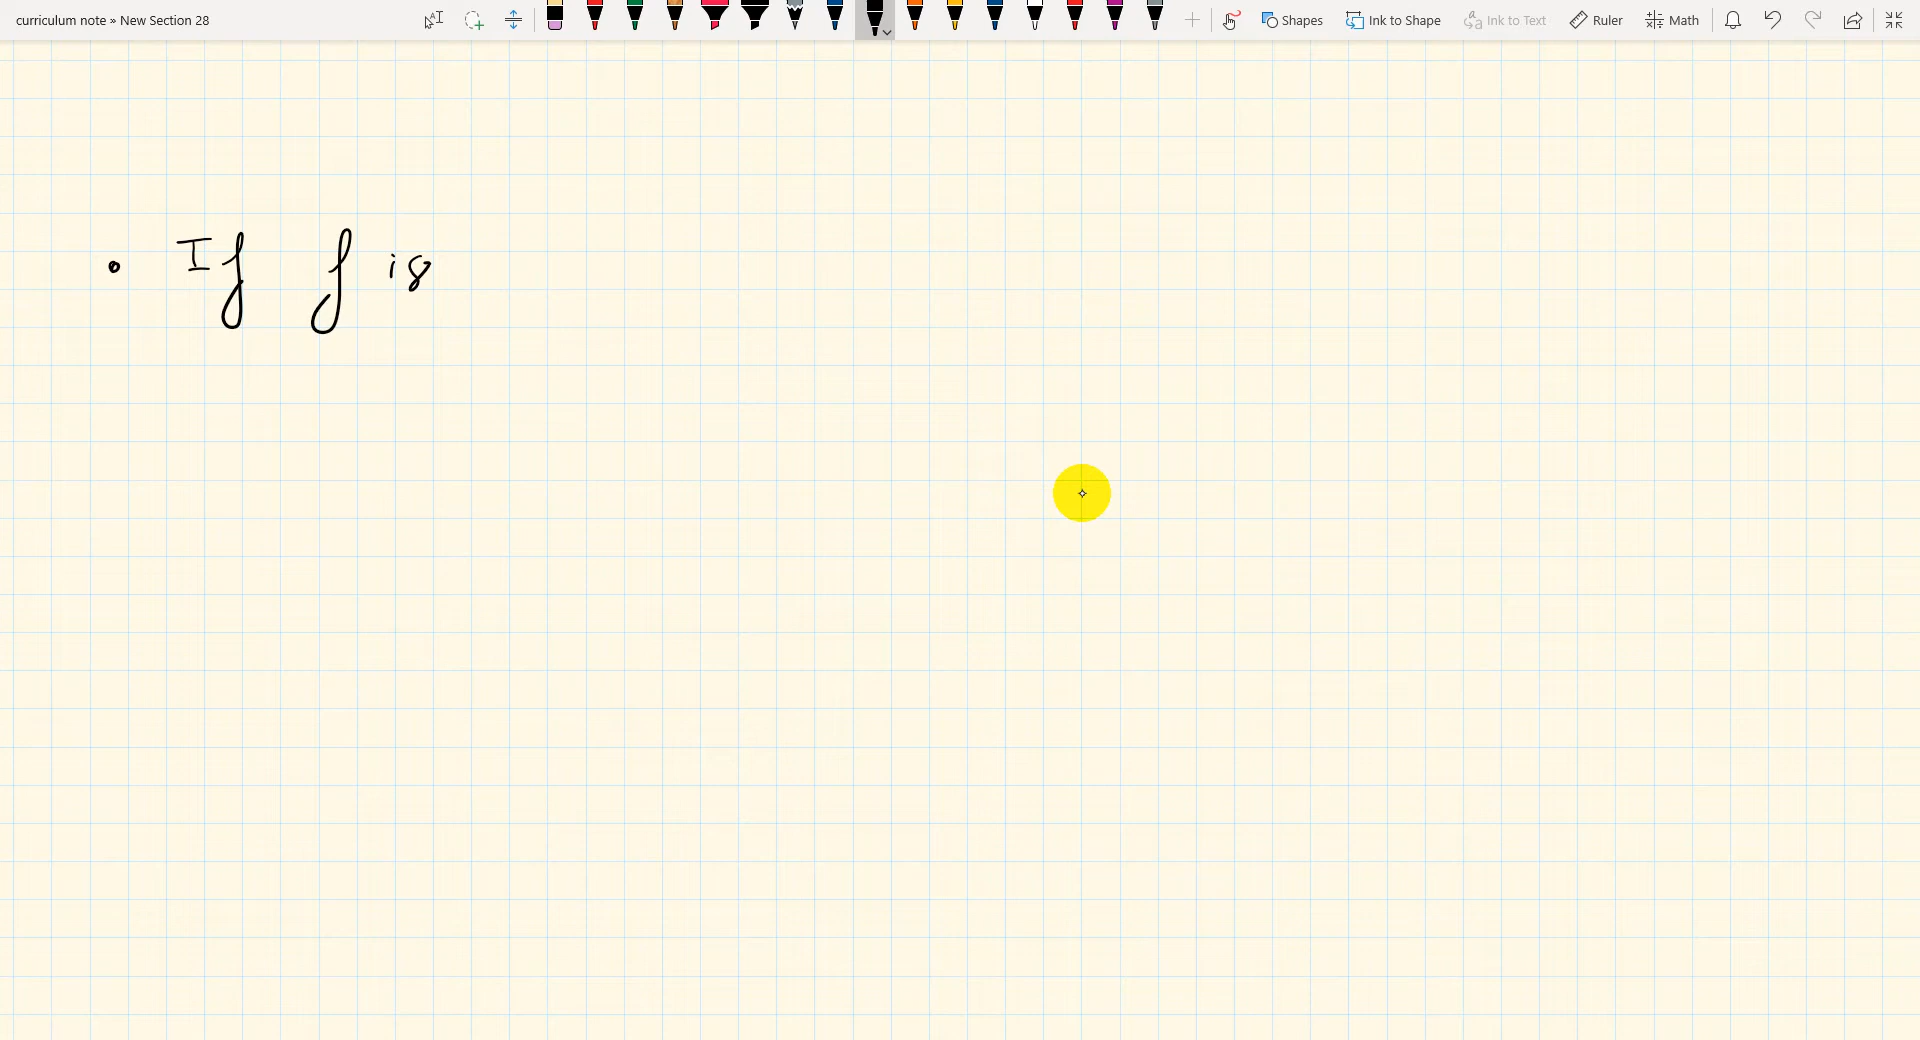 curriculum note » New Section 28
Shapes
Ink to Shape
Ink to Text
Ruler
Math
• If f is